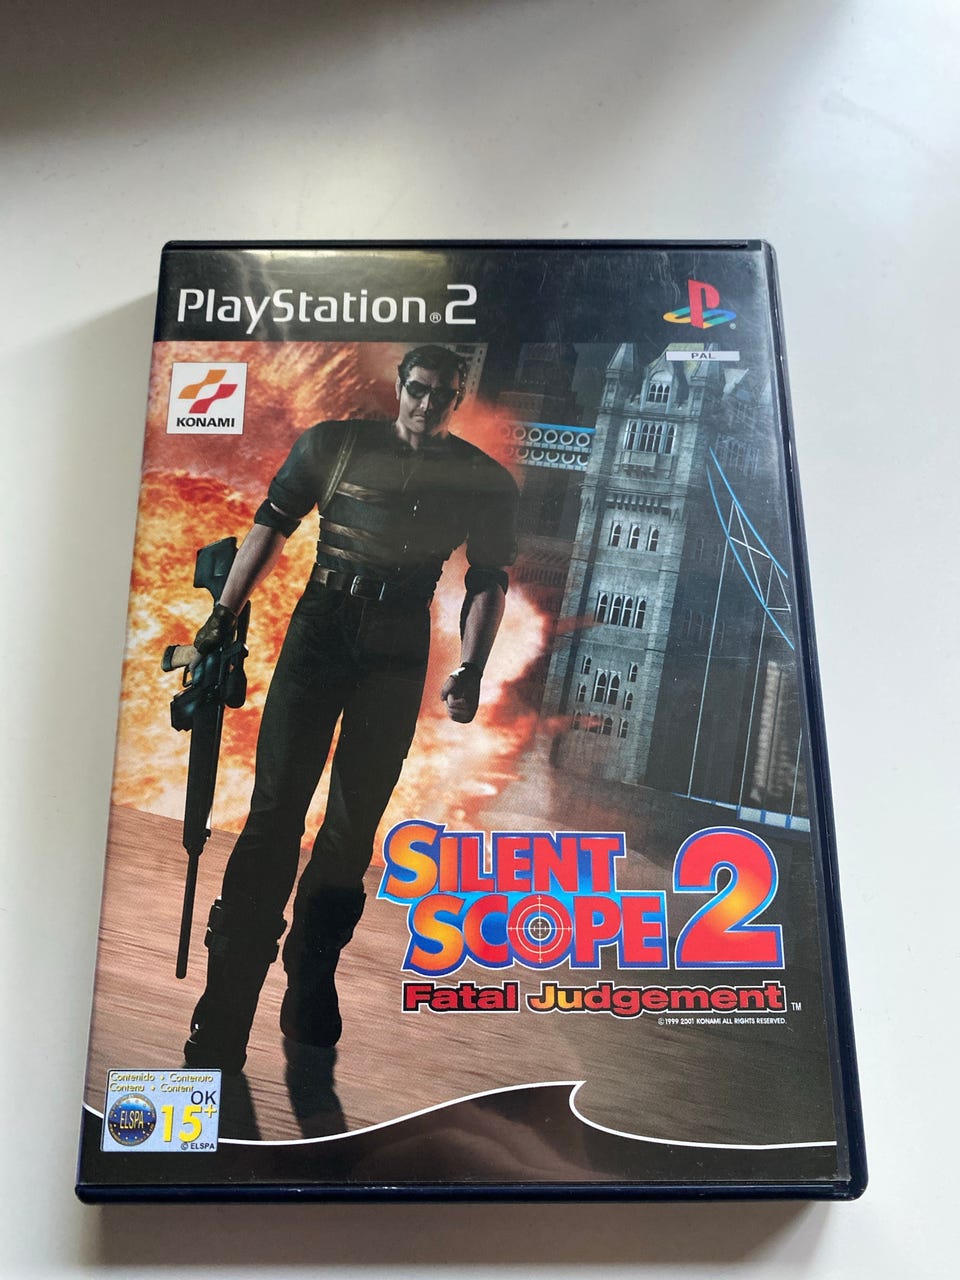 PlayStation®2
®
PAL
KONAMI
SILENT
SCOPE 2
Fatal Judgement™
©1999 2001 KONAMI ALL RIGHTS RESERVED.
Contenido + Contenuto
Contenu + Content
OK
ELSPA
15+
© ELSPA